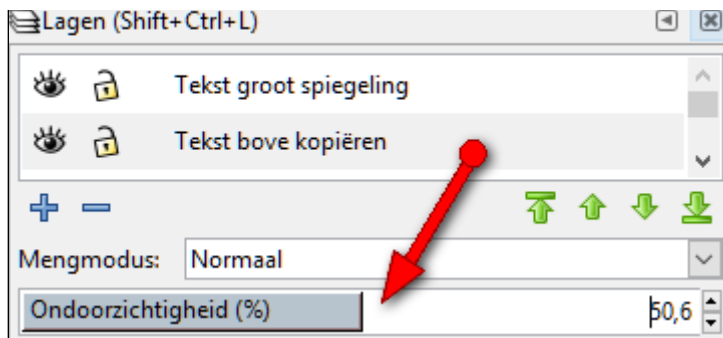 Lagen (Shift+Ctrl+L)
Tekst groot spiegeling
Tekst bove kopiëren
Mengmodus: Normaal
Ondoorzichtigheid (%) 50,6